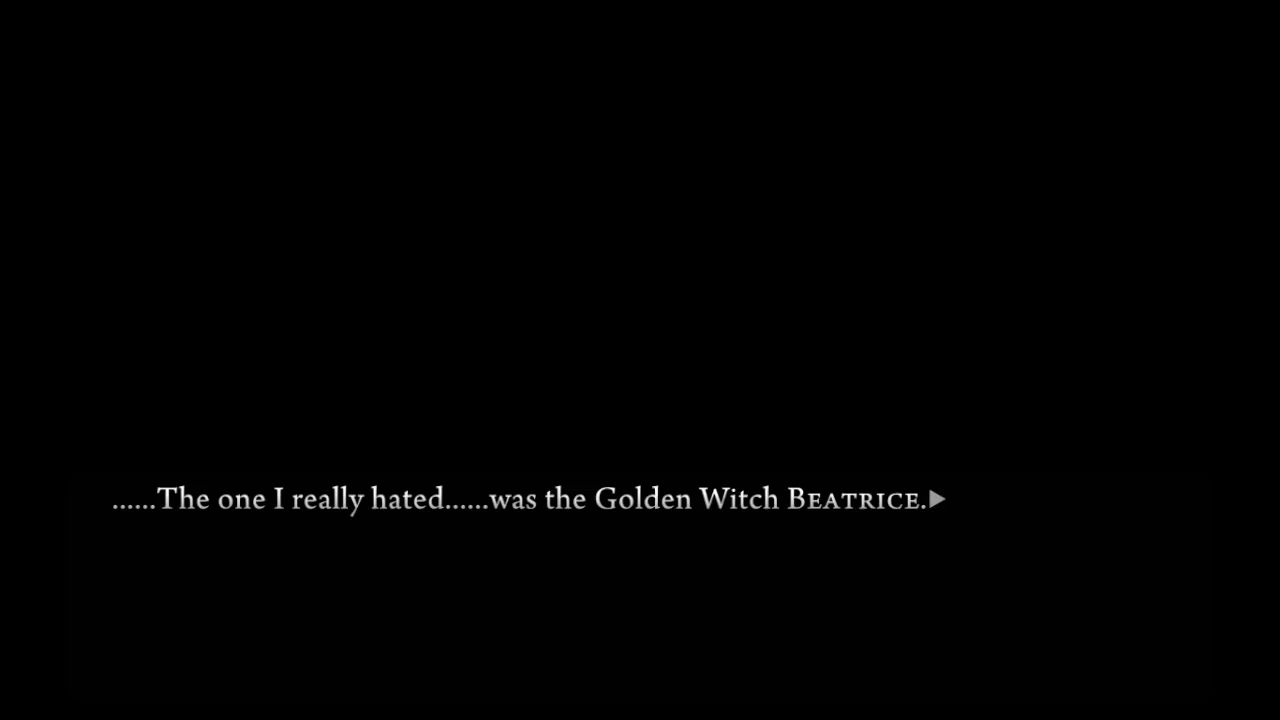 ......The one I really hated......was the Golden Witch BEATRICE.